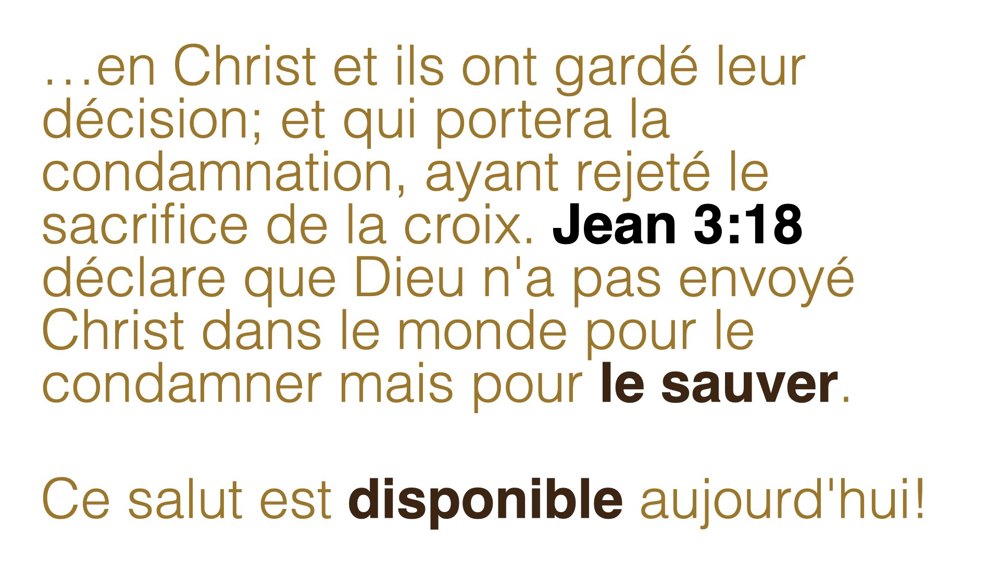 …en Christ et ils ont gardé leur
décision; et qui portera la
condamnation, ayant rejeté le
sacrifice de la croix. Jean 3:18
déclare que Dieu n'a pas envoyé
Christ dans le monde pour le
condamner mais pour le sauver.
Ce salut est disponible aujourd'hui!